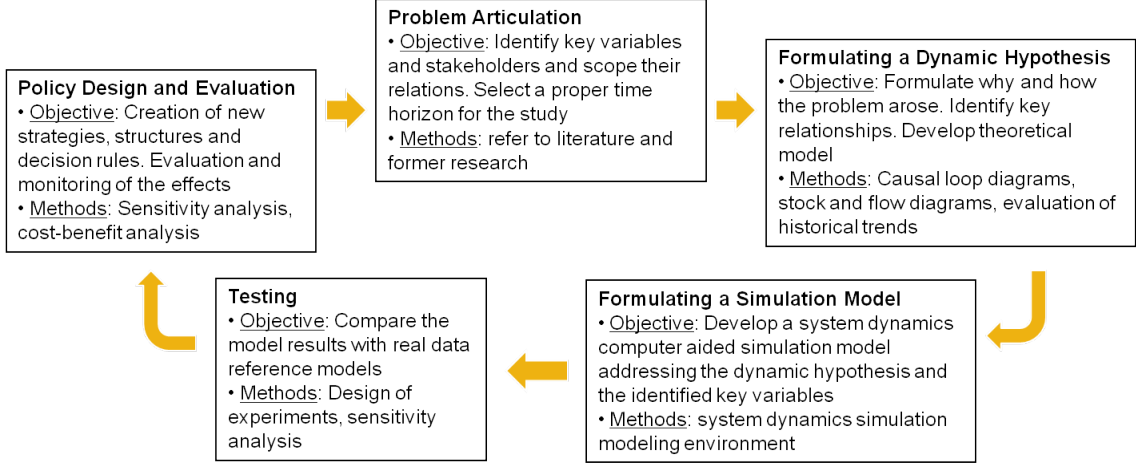 Problem Articulation
• Objective: Identify key variables
and stakeholders and scope their
relations. Select a proper time
horizon for the study
• Methods: refer to literature and
former research
Formulating a Dynamic Hypothesis
• Objective: Formulate why and how
the problem arose. Identify key
relationships. Develop theoretical
model
• Methods: Causal loop diagrams,
stock and flow diagrams, evaluation of
historical trends
Formulating a Simulation Model
• Objective: Develop a system dynamics
computer aided simulation model
addressing the dynamic hypothesis and
the identified key variables
• Methods: system dynamics simulation
modeling environment
Testing
• Objective: Compare the
model results with real data
reference models
• Methods: Design of
experiments, sensitivity
analysis
Policy Design and Evaluation
• Objective: Creation of new
strategies, structures and
decision rules. Evaluation and
monitoring of the effects
• Methods: Sensitivity analysis,
cost-benefit analysis